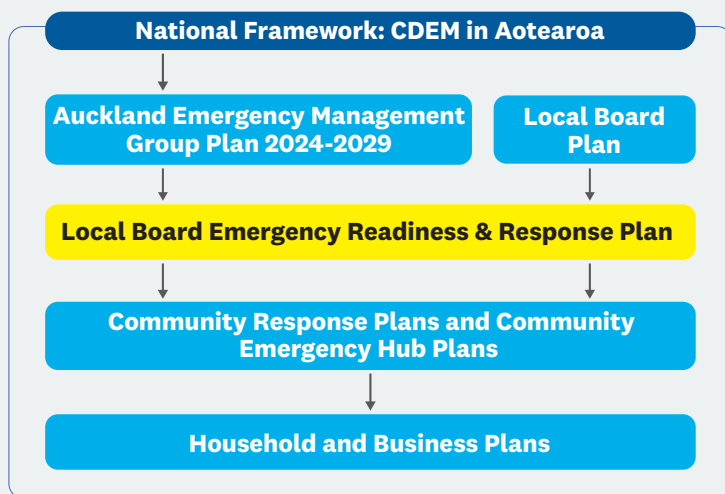 National Framework: CDEM in Aotearoa
Auckland Emergency Management
Group Plan 2024-2029
Local Board
Plan
Local Board Emergency Readiness & Response Plan
Community Response Plans and Community
Emergency Hub Plans
Household and Business Plans